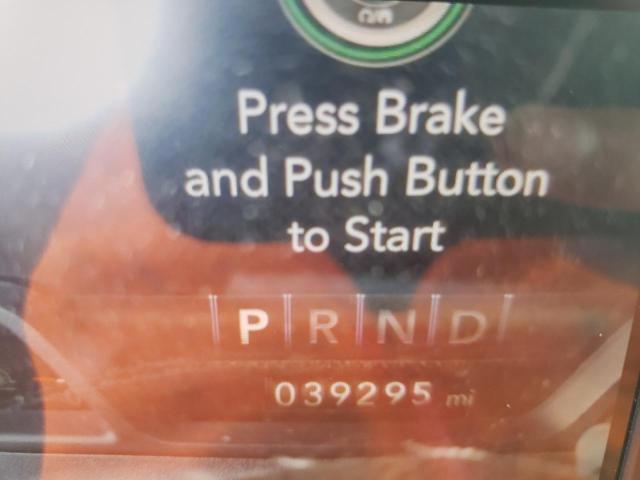 Press Brake
and Push Button
to Start
P R N D
039295 mi